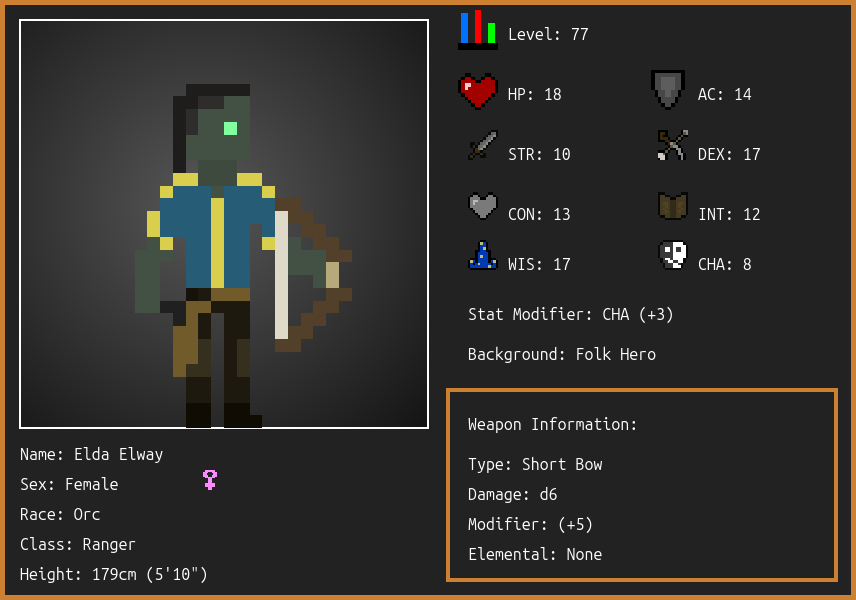 Level: 77
HP: 18
AC: 14
STR: 10
DEX: 17
CON: 13
INT: 12
WIS: 17
CHA: 8
Stat Modifier: CHA (+3)
Background: Folk Hero
Weapon Information:
Type: Short Bow
Damage: d6
Modifier: (+5)
Elemental: None
Name: Elda Elway
Sex: Female
Race: Orc
Class: Ranger
Height: 179cm (5'10")